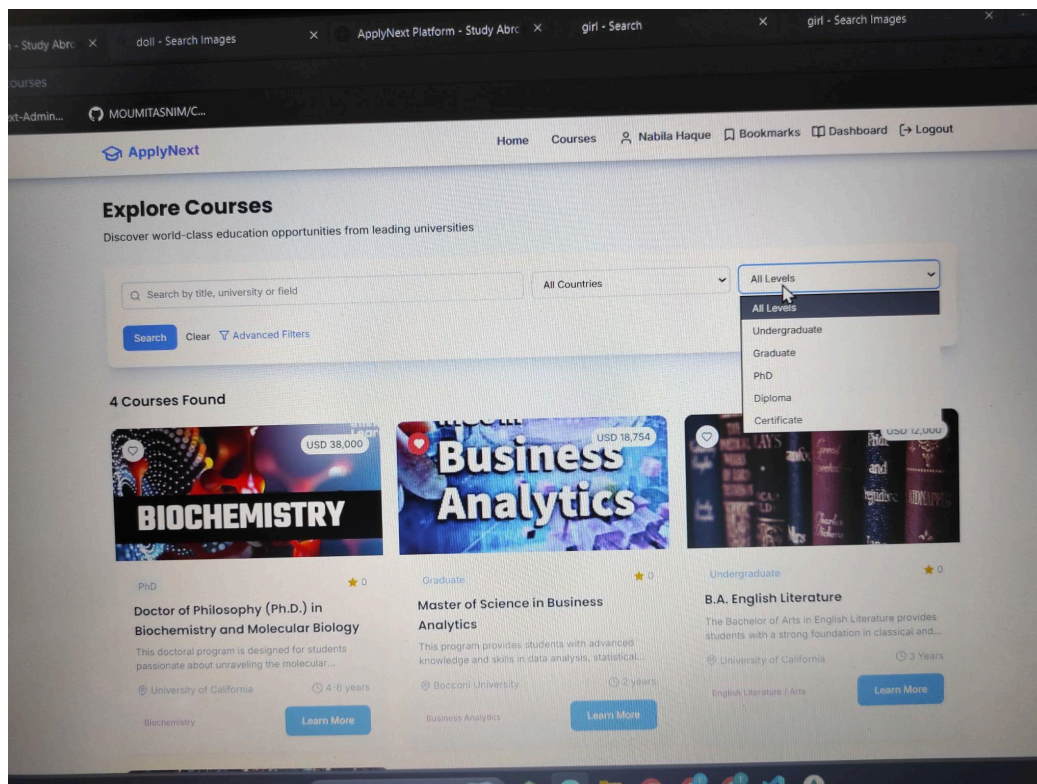 - Study Abrc
doll - Search Images
ApplyNext Platform - Study Abrc
girl - Search
girl - Search Images
ourses
xt-Admin...
MOUMITASNIM/C...
ApplyNext
Home
Courses
Nabila Haque
Bookmarks
Dashboard
Logout
Explore Courses
Discover world-class education opportunities from leading universities
Search by title, university or field
All Countries
All Levels
Search
Clear
Advanced Filters
All Levels
Undergraduate
Graduate
PhD
Diploma
Certificate
4 Courses Found
USD 38,000
BIOCHEMISTRY
PhD
0
Doctor of Philosophy (Ph.D.) in
Biochemistry and Molecular Biology
This doctoral program is designed for students
passionate about unraveling the molecular...
University of California
4-6 years
Biochemistry
Learn More
USD 18,754
Business
Analytics
Graduate
0
Master of Science in Business
Analytics
This program provides students with advanced
knowledge and skills in data analysis, statistical...
Bocconi University
2 years
Business Analytics
Learn More
USD 12,000
and
Undergraduate
0
B.A. English Literature
The Bachelor of Arts in English Literature provides
students with a strong foundation in classical and...
University of California
3 Years
English Literature / Arts
Learn More